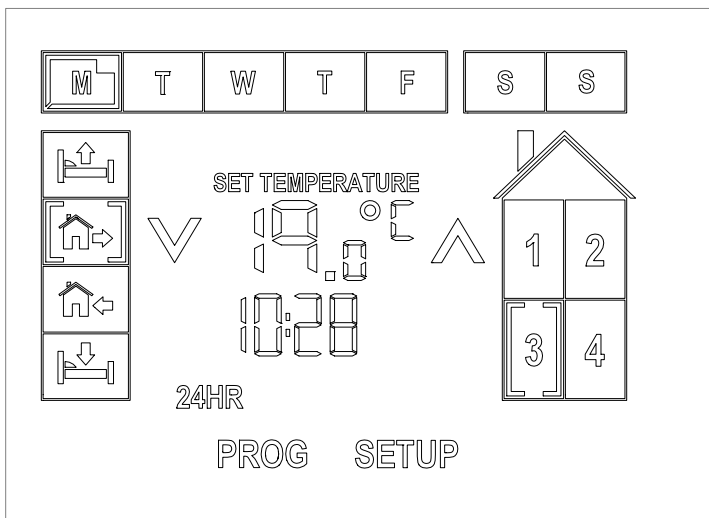 M T W T F S S
SET TEMPERATURE
19.0 °C
1 2
10:28
3 4
24HR
PROG SETUP